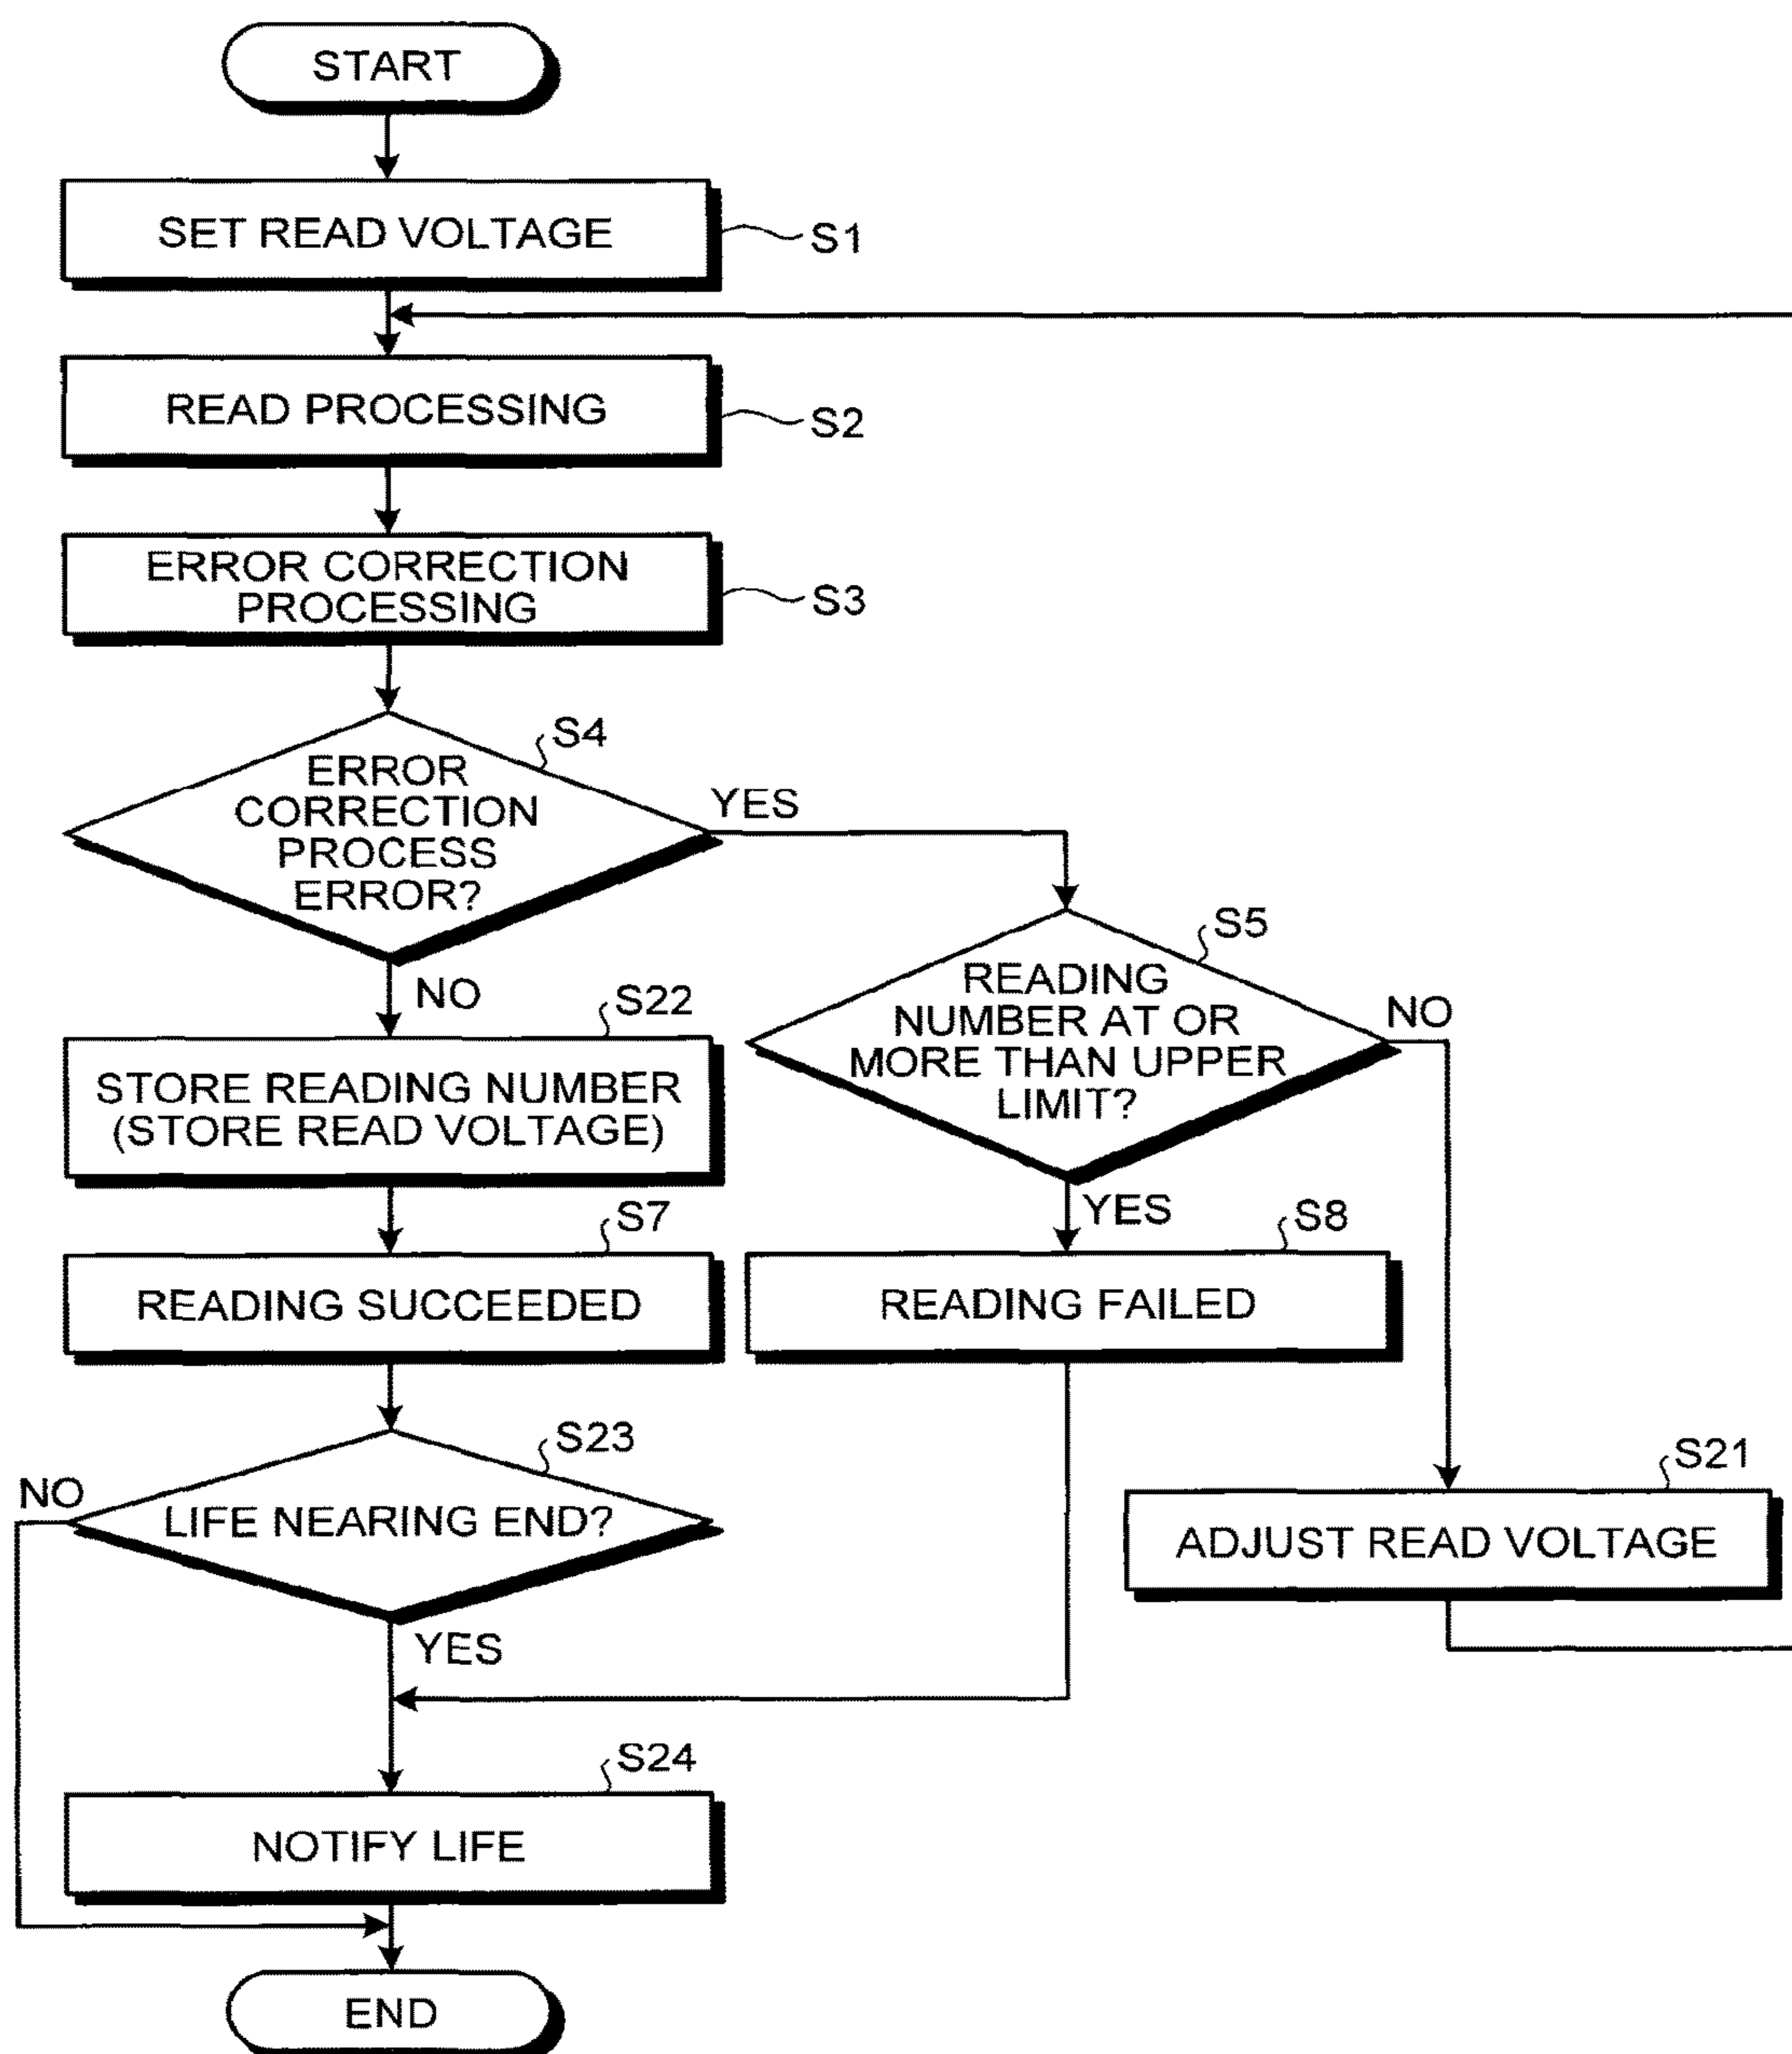 START
SET READ VOLTAGE
S1
READ PROCESSING
S2
ERROR CORRECTION
PROCESSING
S3
S4
ERROR
CORRECTION
PROCESS
ERROR?
YES
NO
S5
READING
NUMBER AT OR
MORE THAN UPPER
LIMIT?
NO
YES
S22
STORE READING NUMBER
(STORE READ VOLTAGE)
S7
READING SUCCEEDED
S8
READING FAILED
S23
LIFE NEARING END?
NO
YES
S21
ADJUST READ VOLTAGE
S24
NOTIFY LIFE
END